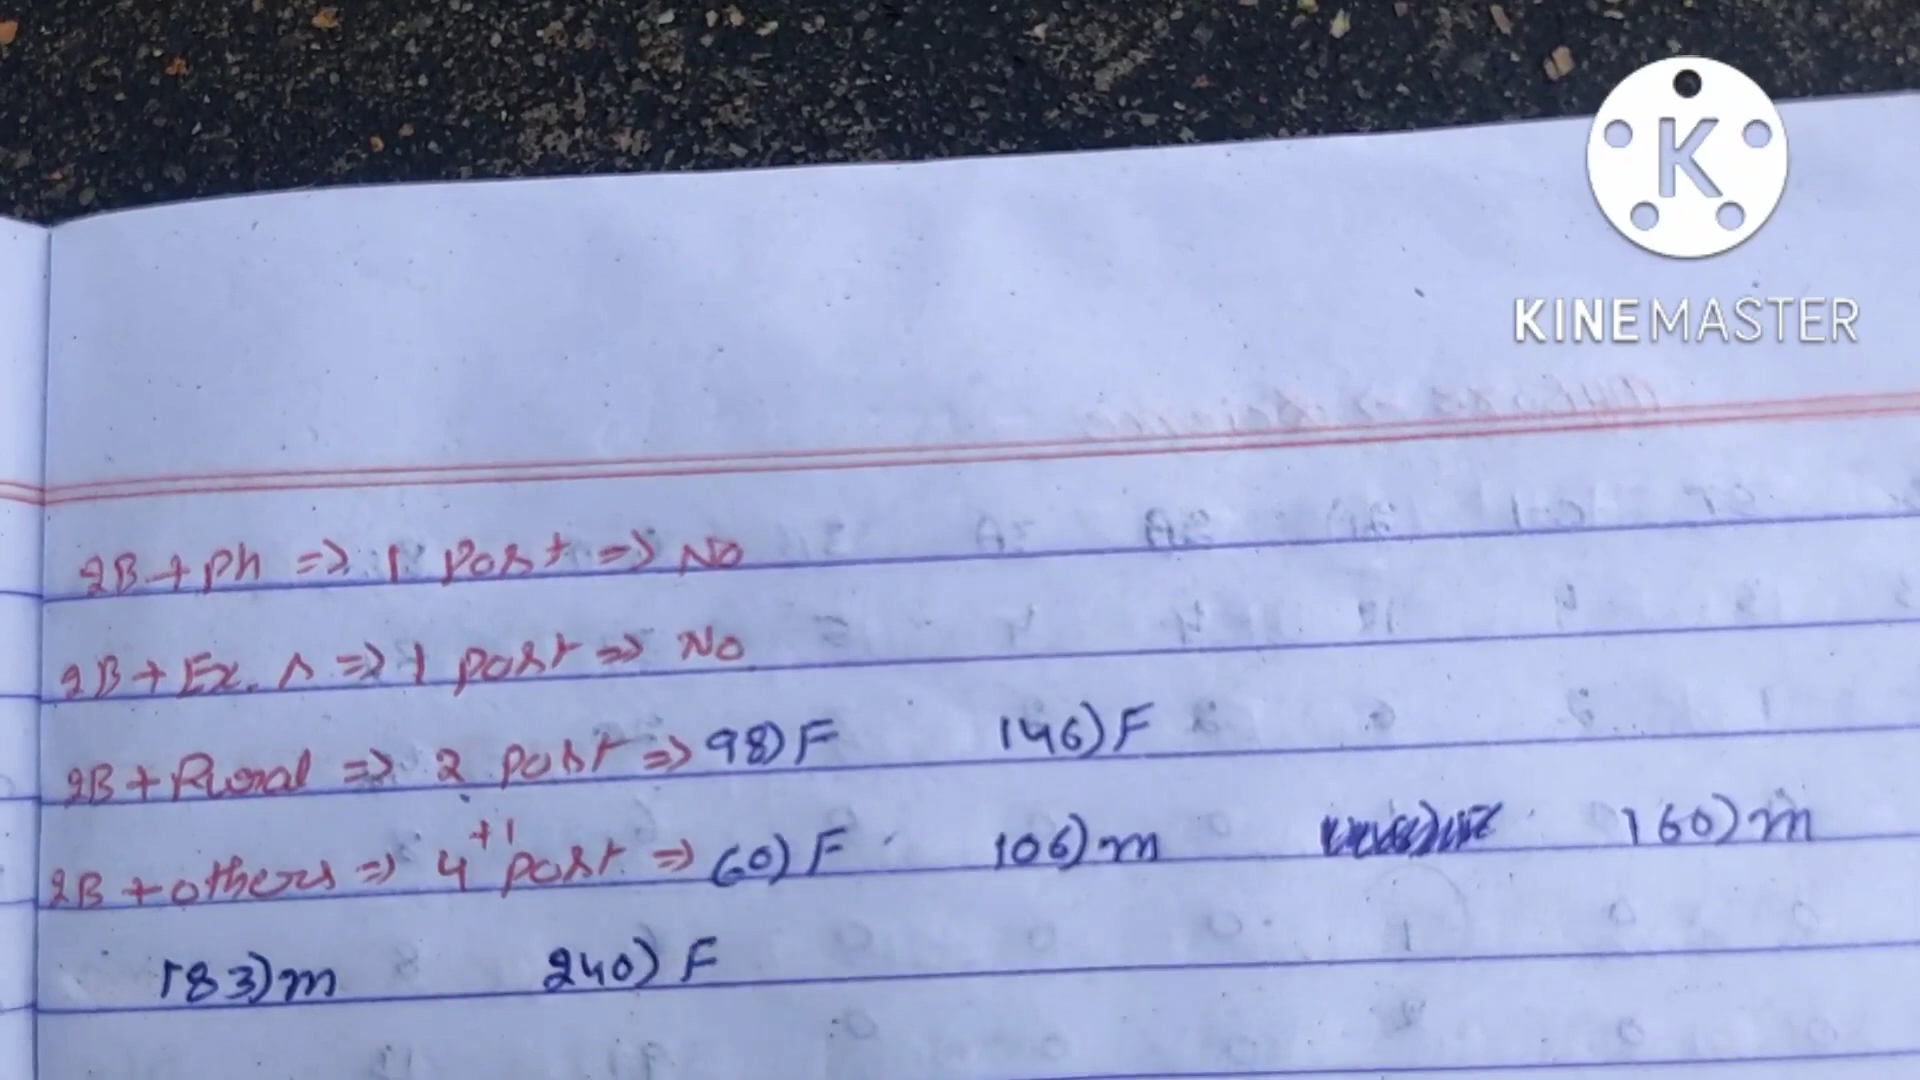 KINEMASTER
2B+Ph => 1 Post => No
2B+Ex. s => 1 post => No
2B+Rural => 2 post => 98) F 146) F
2B+others => 4 +1 post => 60) F 106) m 160) m
183) m 240) F